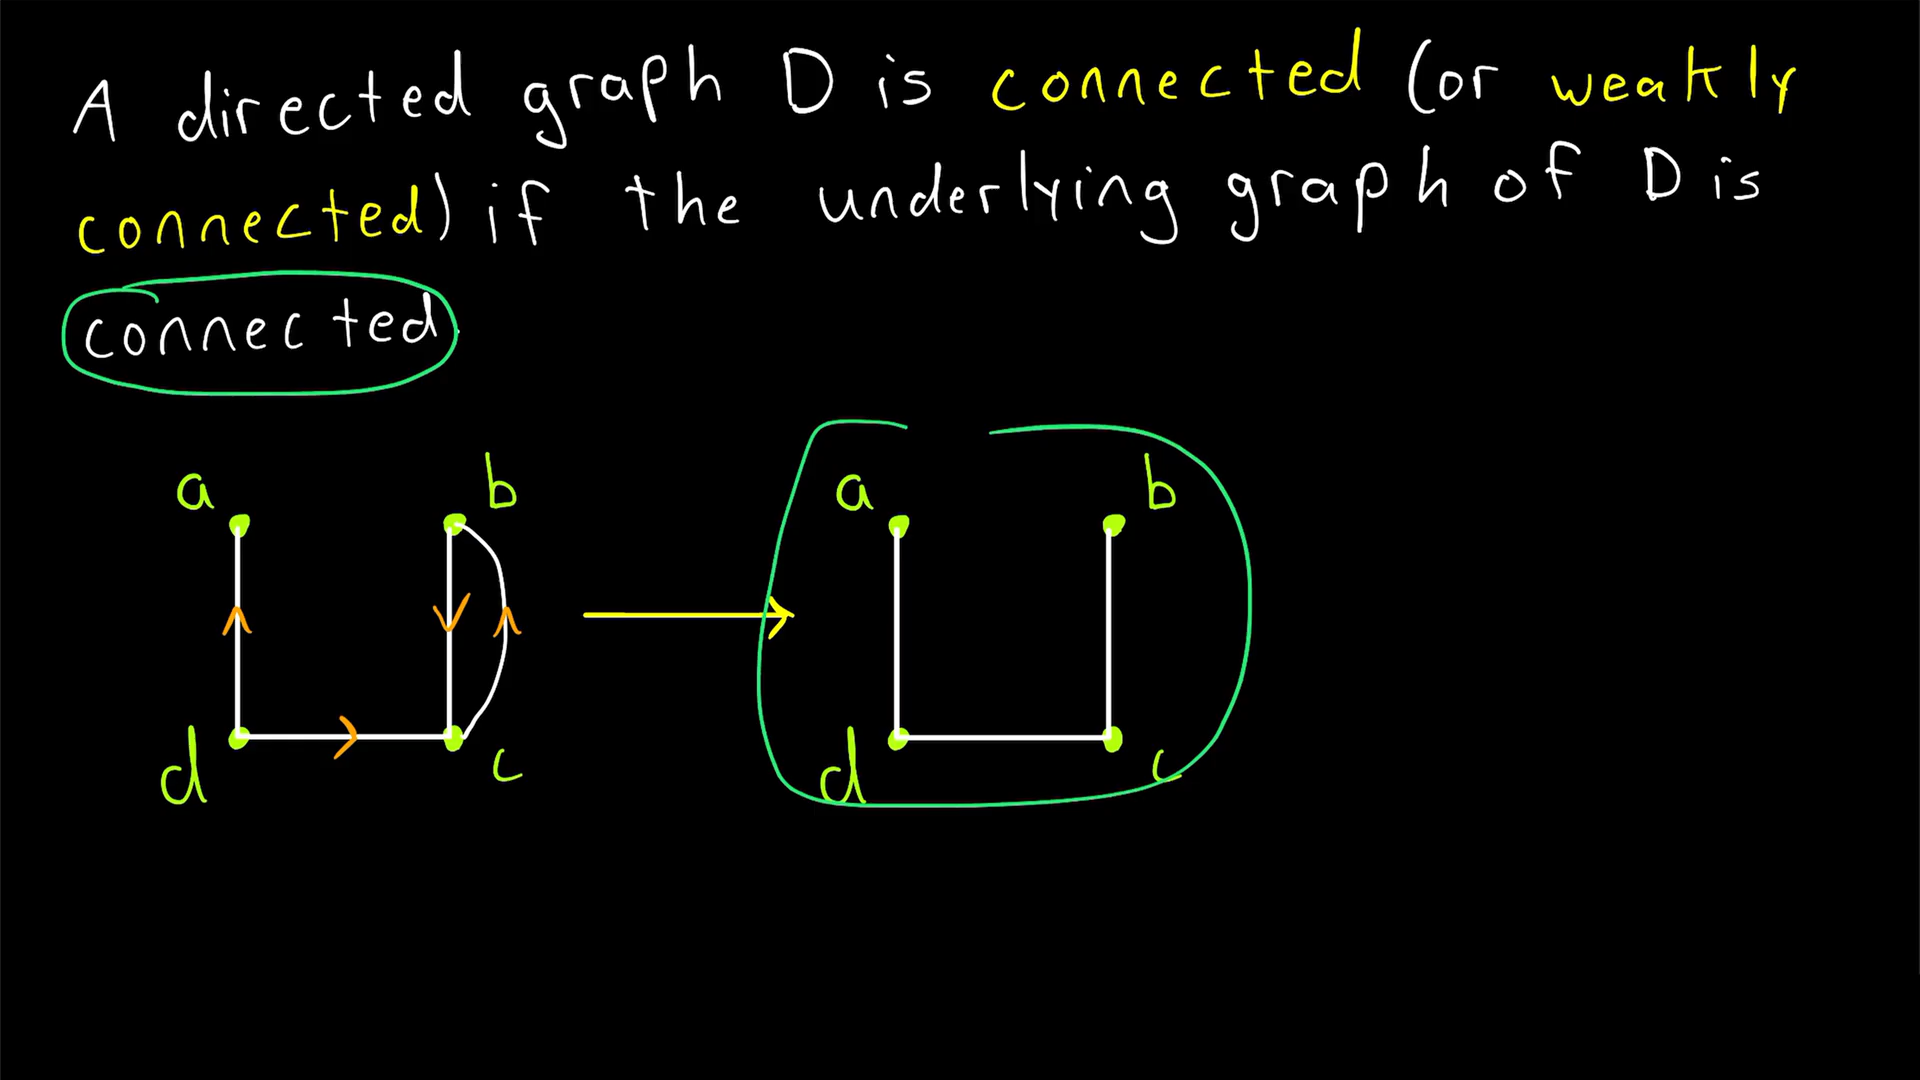 A directed graph D is connected (or weakly
connected) if the underlying graph of D is
connected
a b a b
d c d c